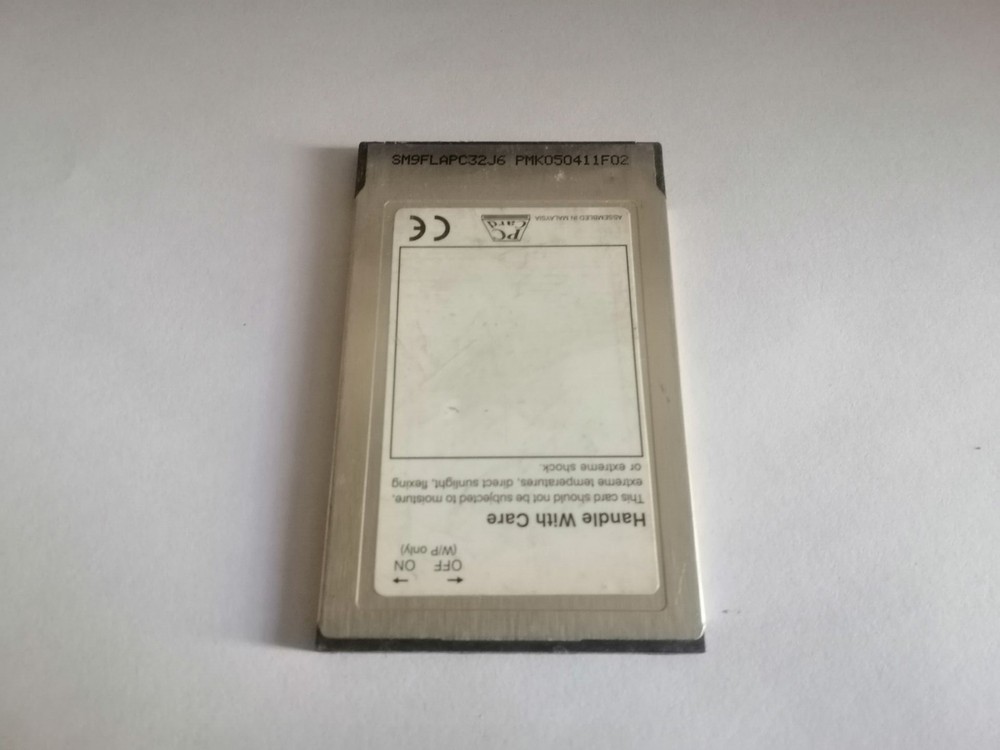 SM9FLAPC32J6 PMK050411F02
OFF ON
(W/P only)
Handle With Care
This card should not be subjected to moisture,
extreme temperatures, direct sunlight, flexing
or extreme shock.
ASSEMBLED IN MALAYSIA
PC
Card
CE